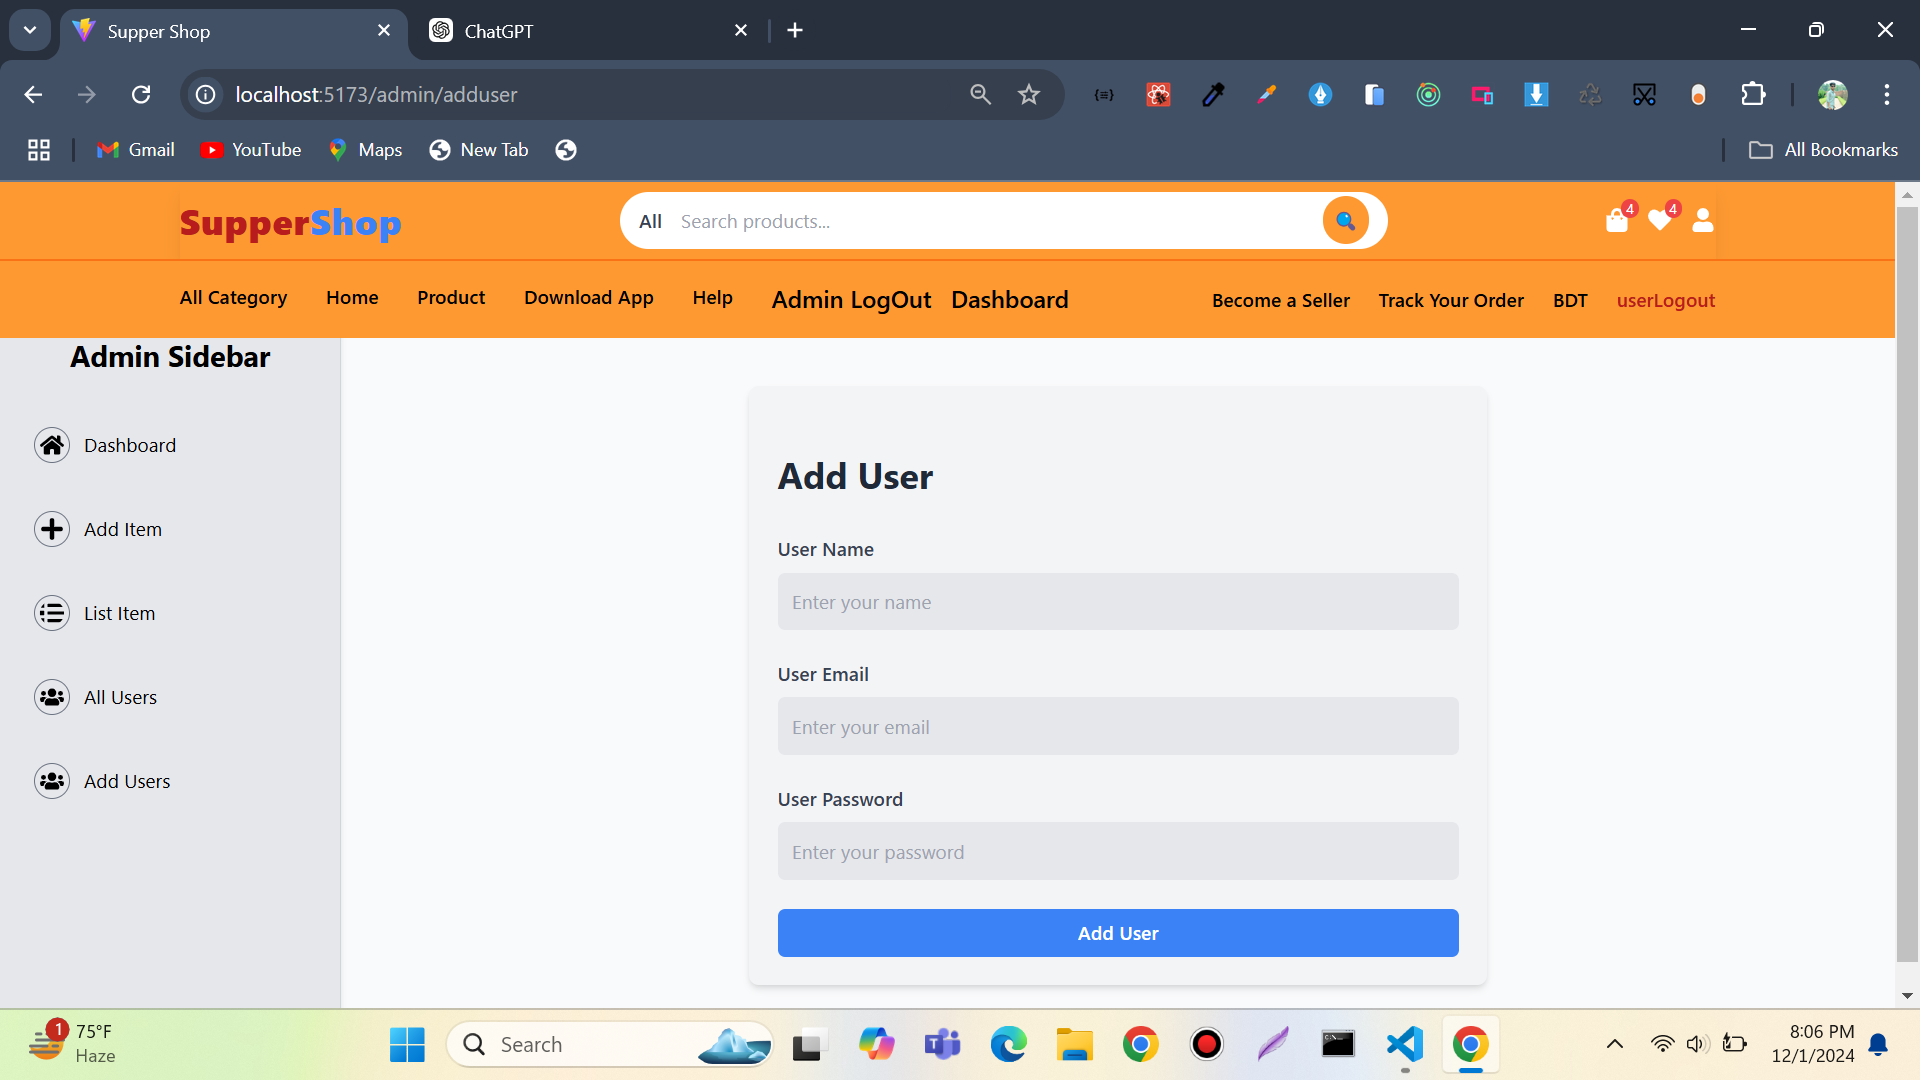 Supper Shop
ChatGPT
localhost:5173/admin/adduser
Gmail
YouTube
Maps
New Tab
All Bookmarks
SupperShop
All Search products...
4
4
All Category
Home
Product
Download App
Help
Admin LogOut
Dashboard
Become a Seller
Track Your Order
BDT
userLogout
Admin Sidebar
Dashboard
Add Item
List Item
All Users
Add Users
Add User
User Name
Enter your name
User Email
Enter your email
User Password
Enter your password
Add User
1
75°F
Haze
Search
8:06 PM
12/1/2024